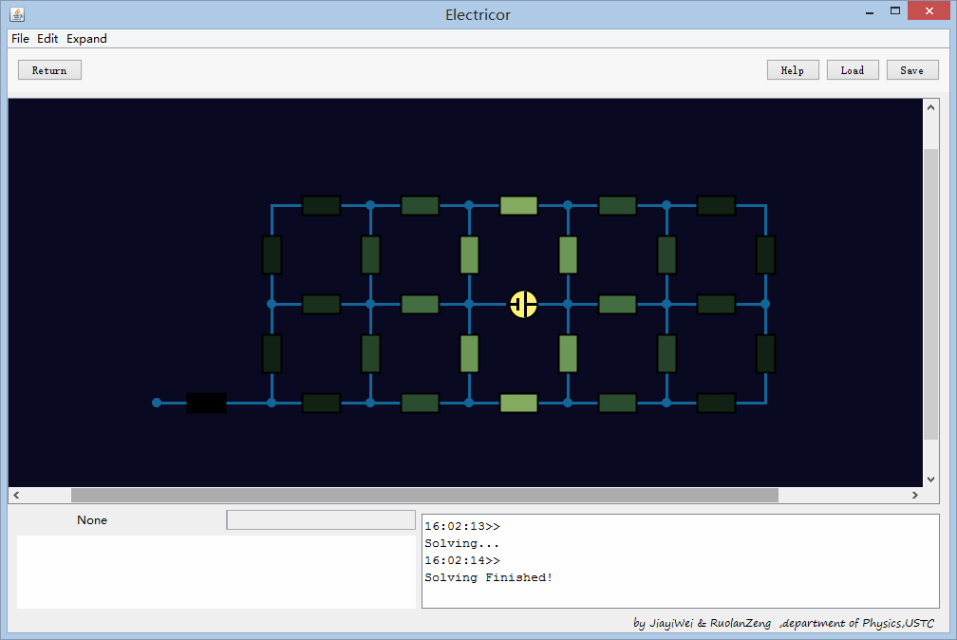 Electricor
File Edit Expand
Return Help Load Save
None
16:02:13>>
Solving...
16:02:14>>
Solving Finished!
by JiayiWei & RuolanZeng ,department of Physics,USTC